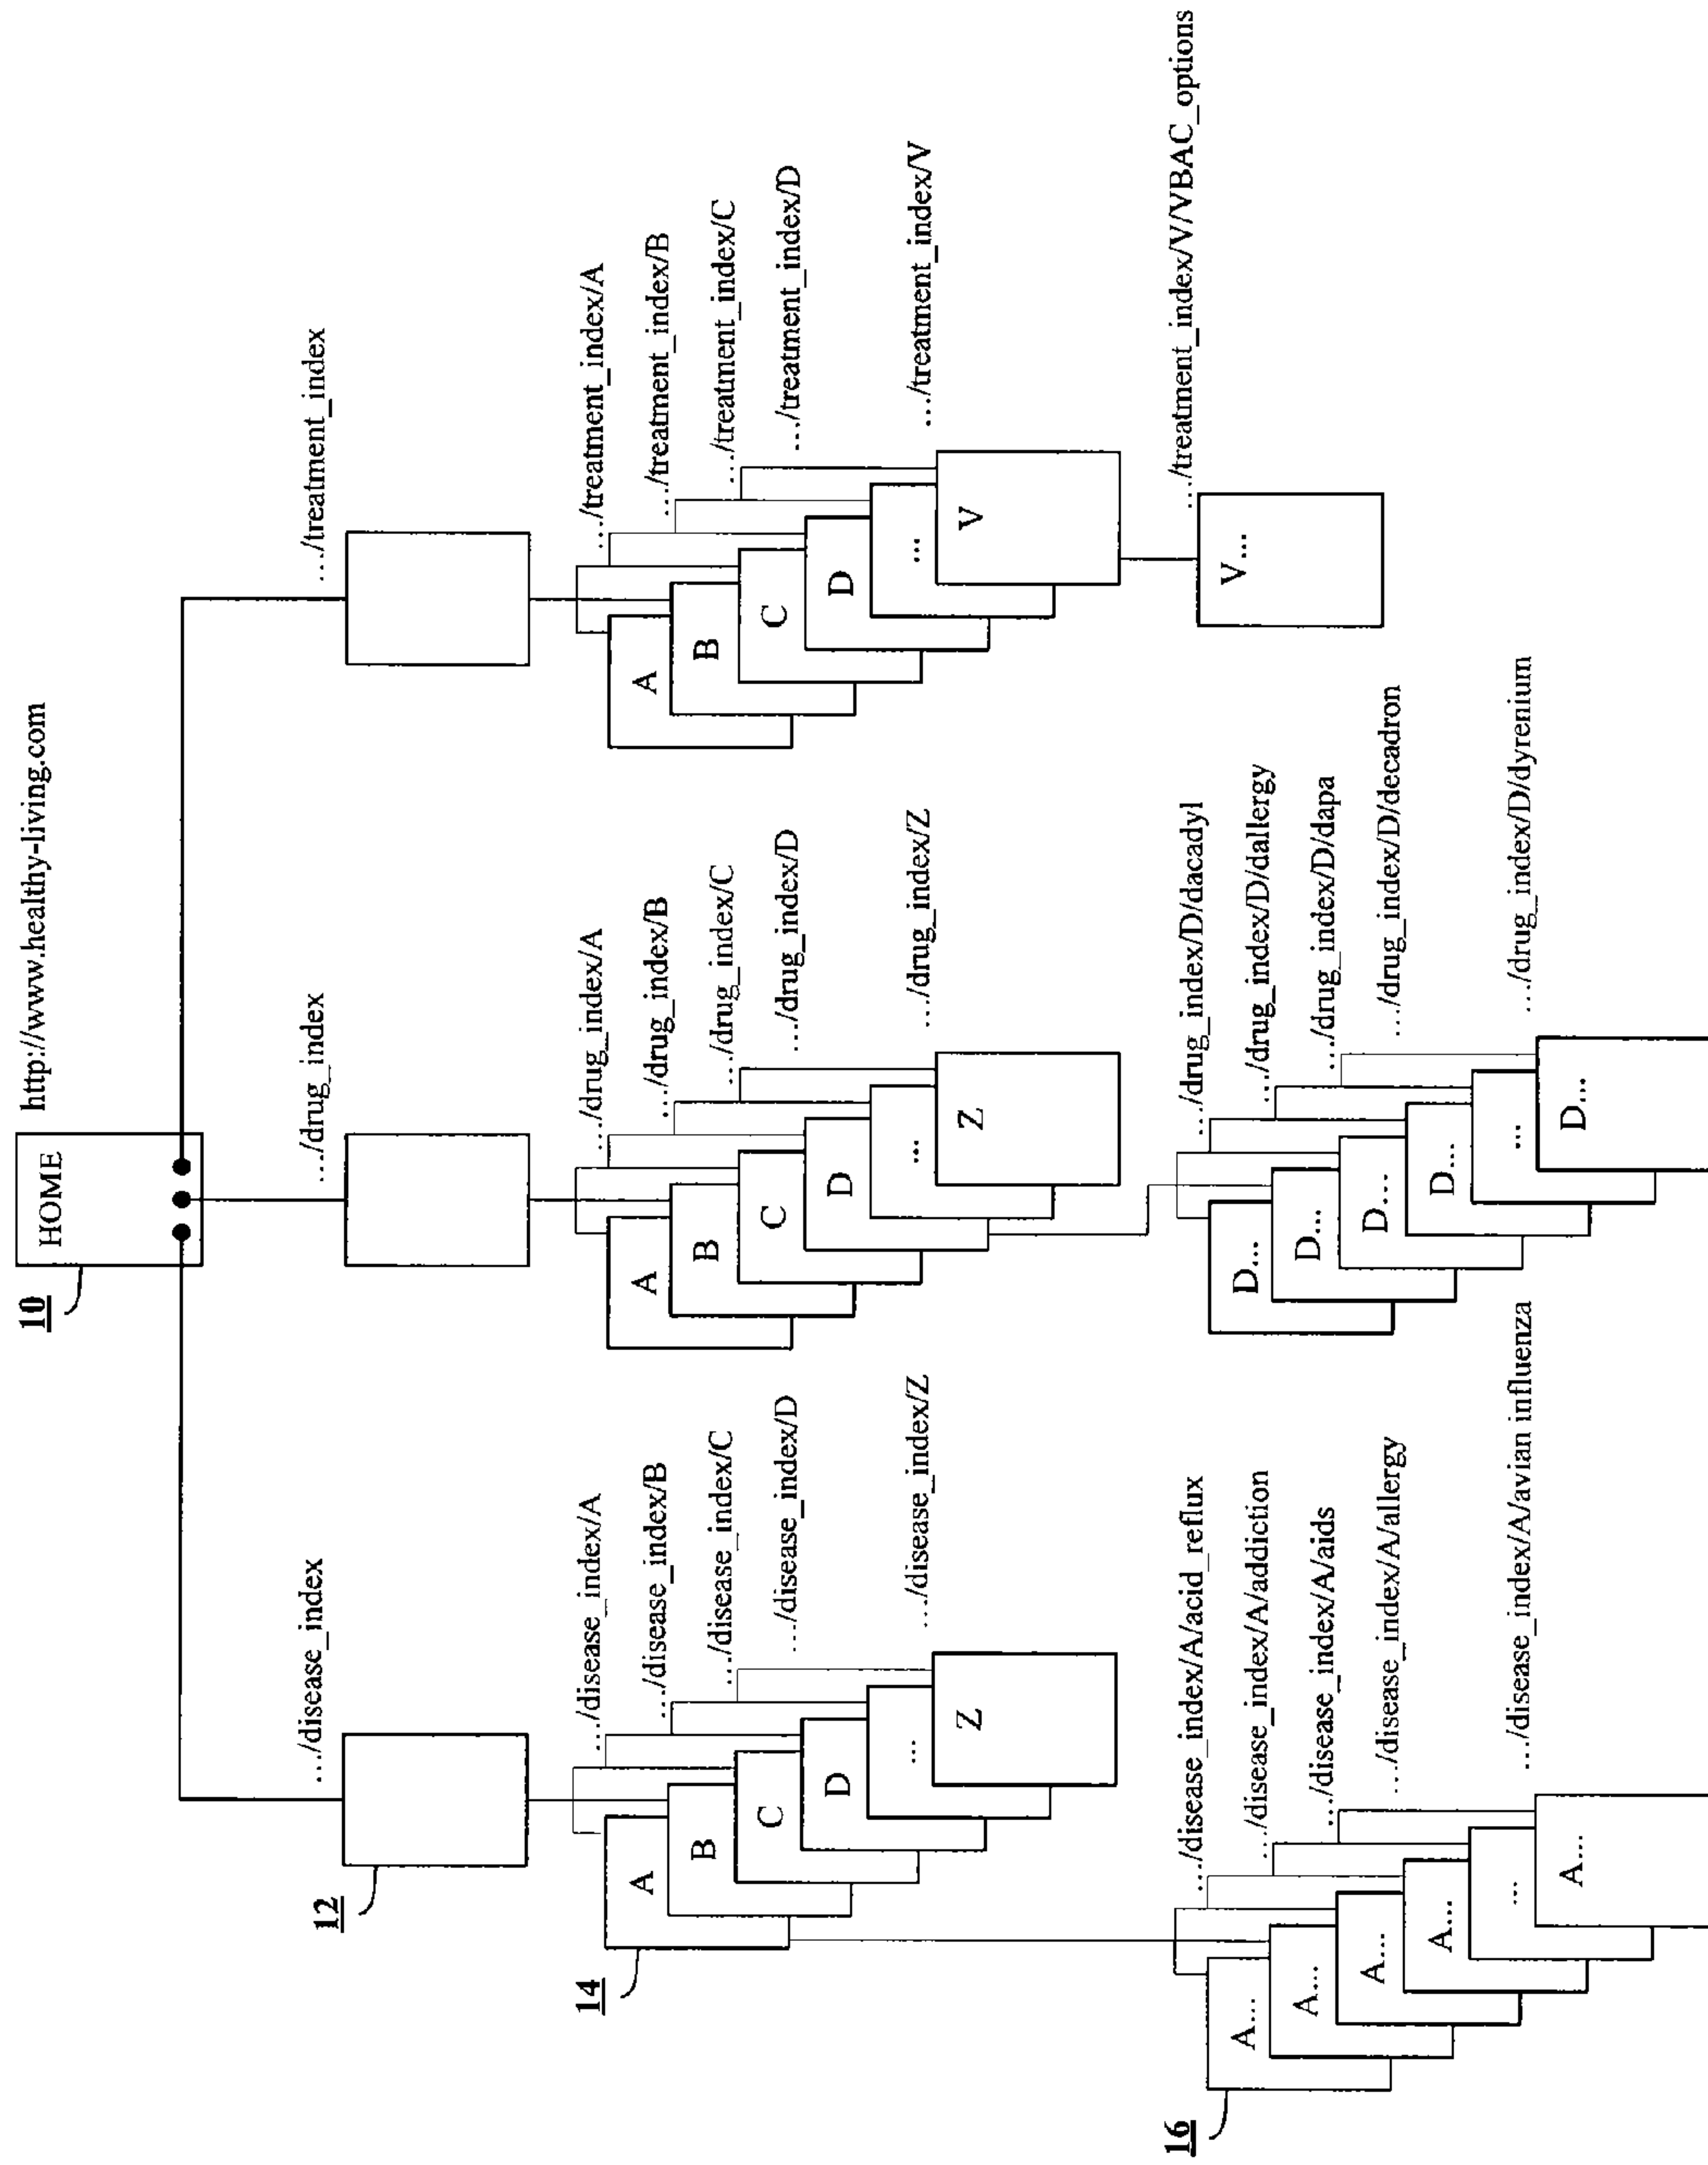 http://www.healthy-living.com
10
HOME
…/disease_index
…/drug_index
…/treatment_index
12
…/disease_index/A
…/disease_index/B
…/disease_index/C
…/disease_index/D
…/disease_index/Z
14
A
B
C
D
...
Z
…/drug_index/A
…/drug_index/B
…/drug_index/C
…/drug_index/D
…/drug_index/Z
A
B
C
D
...
Z
…/treatment_index/A
…/treatment_index/B
…/treatment_index/C
…/treatment_index/D
…/treatment_index/V
A
B
C
D
...
V
…/disease_index/A/acid_reflux
…/disease_index/A/addiction
…/disease_index/A/aids
…/disease_index/A/allergy
…/disease_index/A/avian influenza
16
A...
A...
A...
A...
...
A...
…/drug_index/D/dacadyl
…/drug_index/D/dallergy
…/drug_index/D/dapa
…/drug_index/D/decadron
…/drug_index/D/dyrenium
D...
D...
D...
D...
...
D...
…/treatment_index/V/VBAC_options
V...